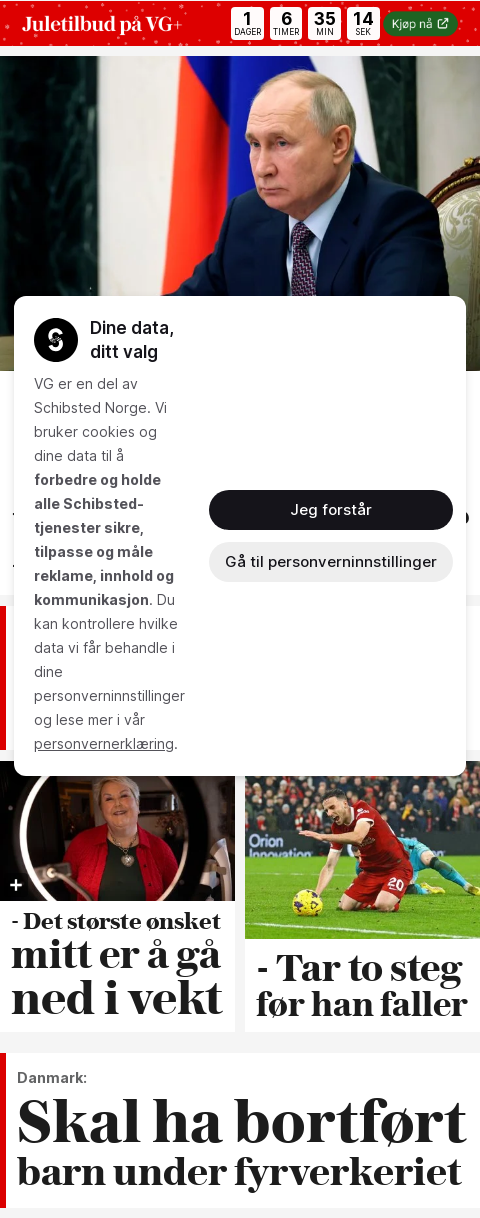 Juletilbud på VG+
1 6 35 14
DAGER TIMER MIN SEK
Kjøp nå
Dine data,
ditt valg
VG er en del av
Schibsted Norge. Vi
bruker cookies og
dine data til å
forbedre og holde
alle Schibsted-
tjenester sikre,
tilpasse og måle
reklame, innhold og
kommunikasjon. Du
kan kontrollere hvilke
data vi får behandle i
dine
personverninnstillinger
og lese mer i vår
personvernerklæring.
Jeg forstår
Gå til personverninnstillinger
Orion
Innovation
20
- Det største ønsket
mitt er å gå
ned i vekt
- Tar to steg
før han faller
Danmark:
Skal ha bortført
barn under fyrverkeriet